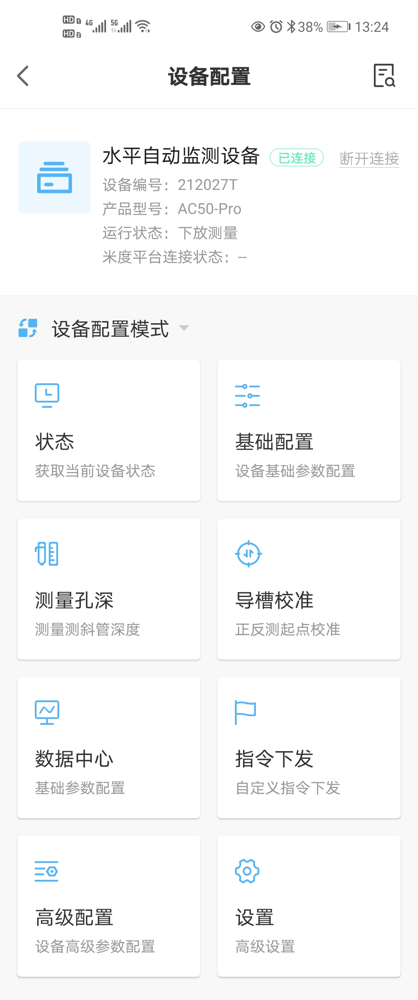 HD 1 4G 5G 38% 13:24
HD 2
设备配置
水平自动监测设备 已连接 断开连接
设备编号：212027T
产品型号：AC50-Pro
运行状态：下放测量
米度平台连接状态：--
设备配置模式
状态
获取当前设备状态
基础配置
设备基础参数配置
测量孔深
测量测斜管深度
导槽校准
正反测起点校准
数据中心
基础参数配置
指令下发
自定义指令下发
高级配置
设备高级参数配置
设置
高级设置